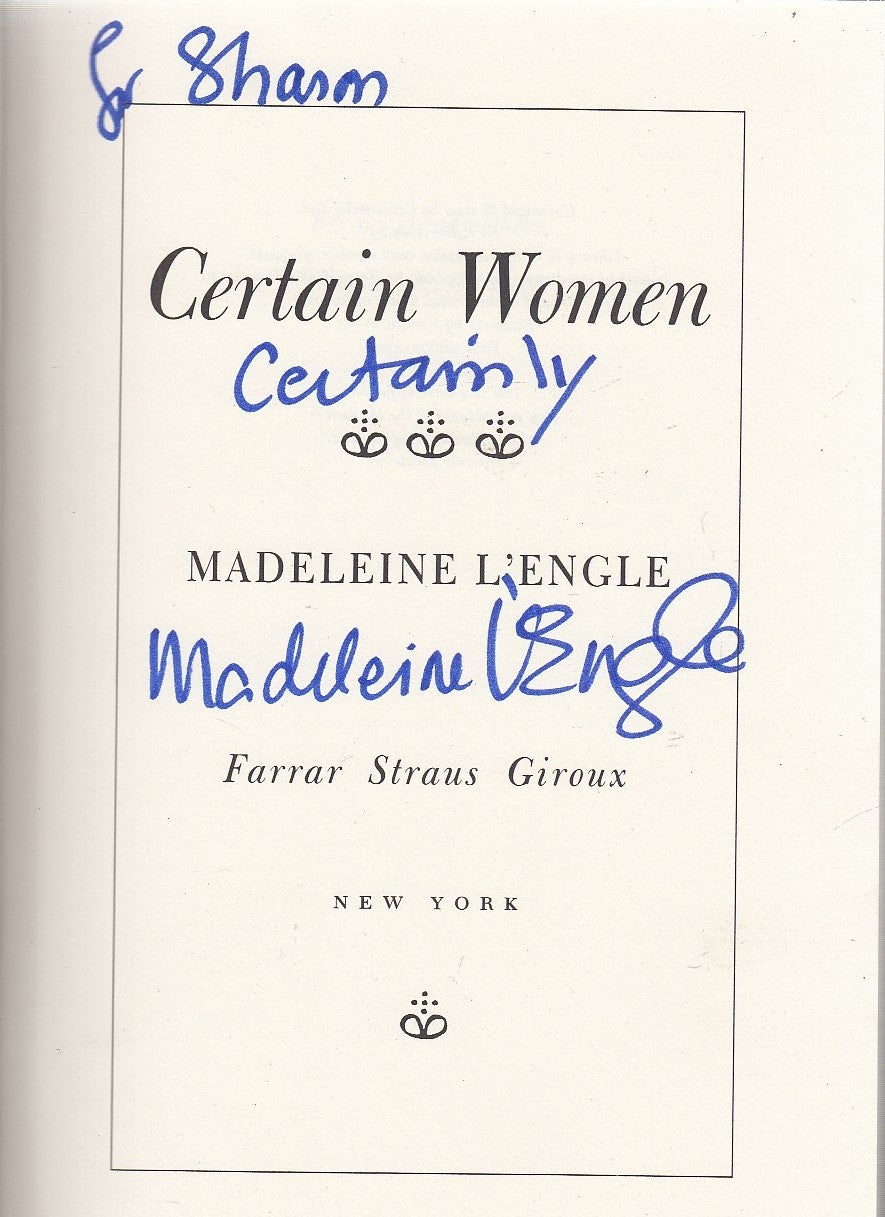 for Sharon
Certain Women
Certainly
MADELEINE L'ENGLE
Madeleine L'Engle
Farrar Straus Giroux
NEW YORK